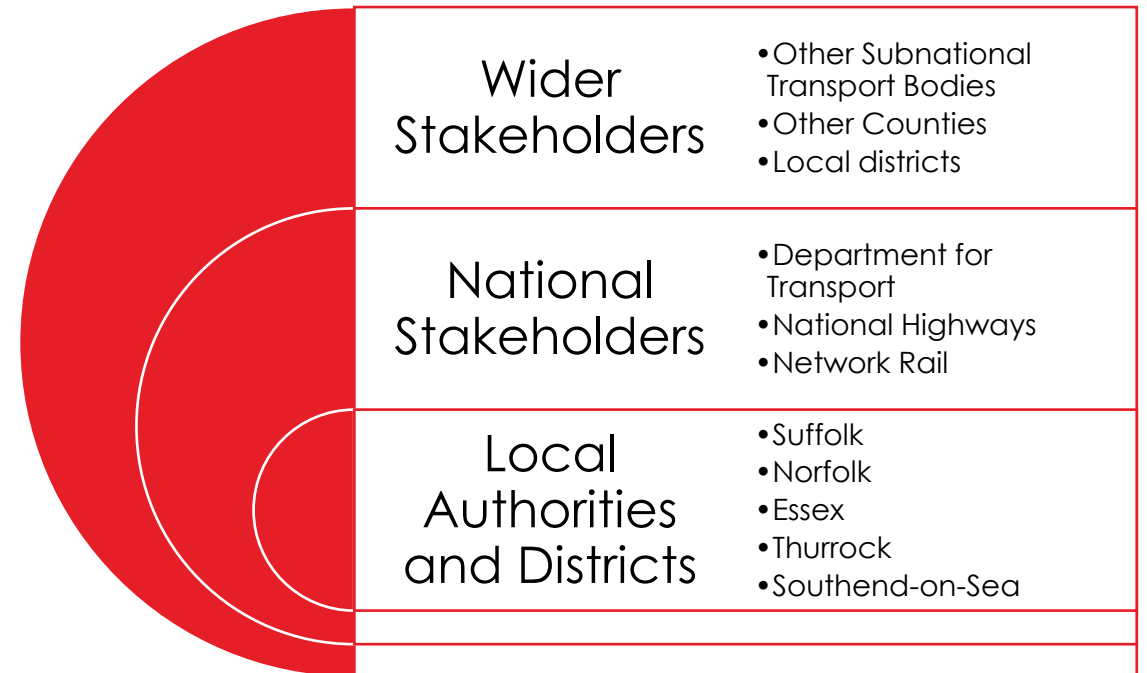 Wider
Stakeholders
•Other Subnational
Transport Bodies
•Other Counties
•Local districts
National
Stakeholders
•Department for
Transport
•National Highways
•Network Rail
Local
Authorities
and Districts
•Suffolk
•Norfolk
•Essex
•Thurrock
•Southend-on-Sea